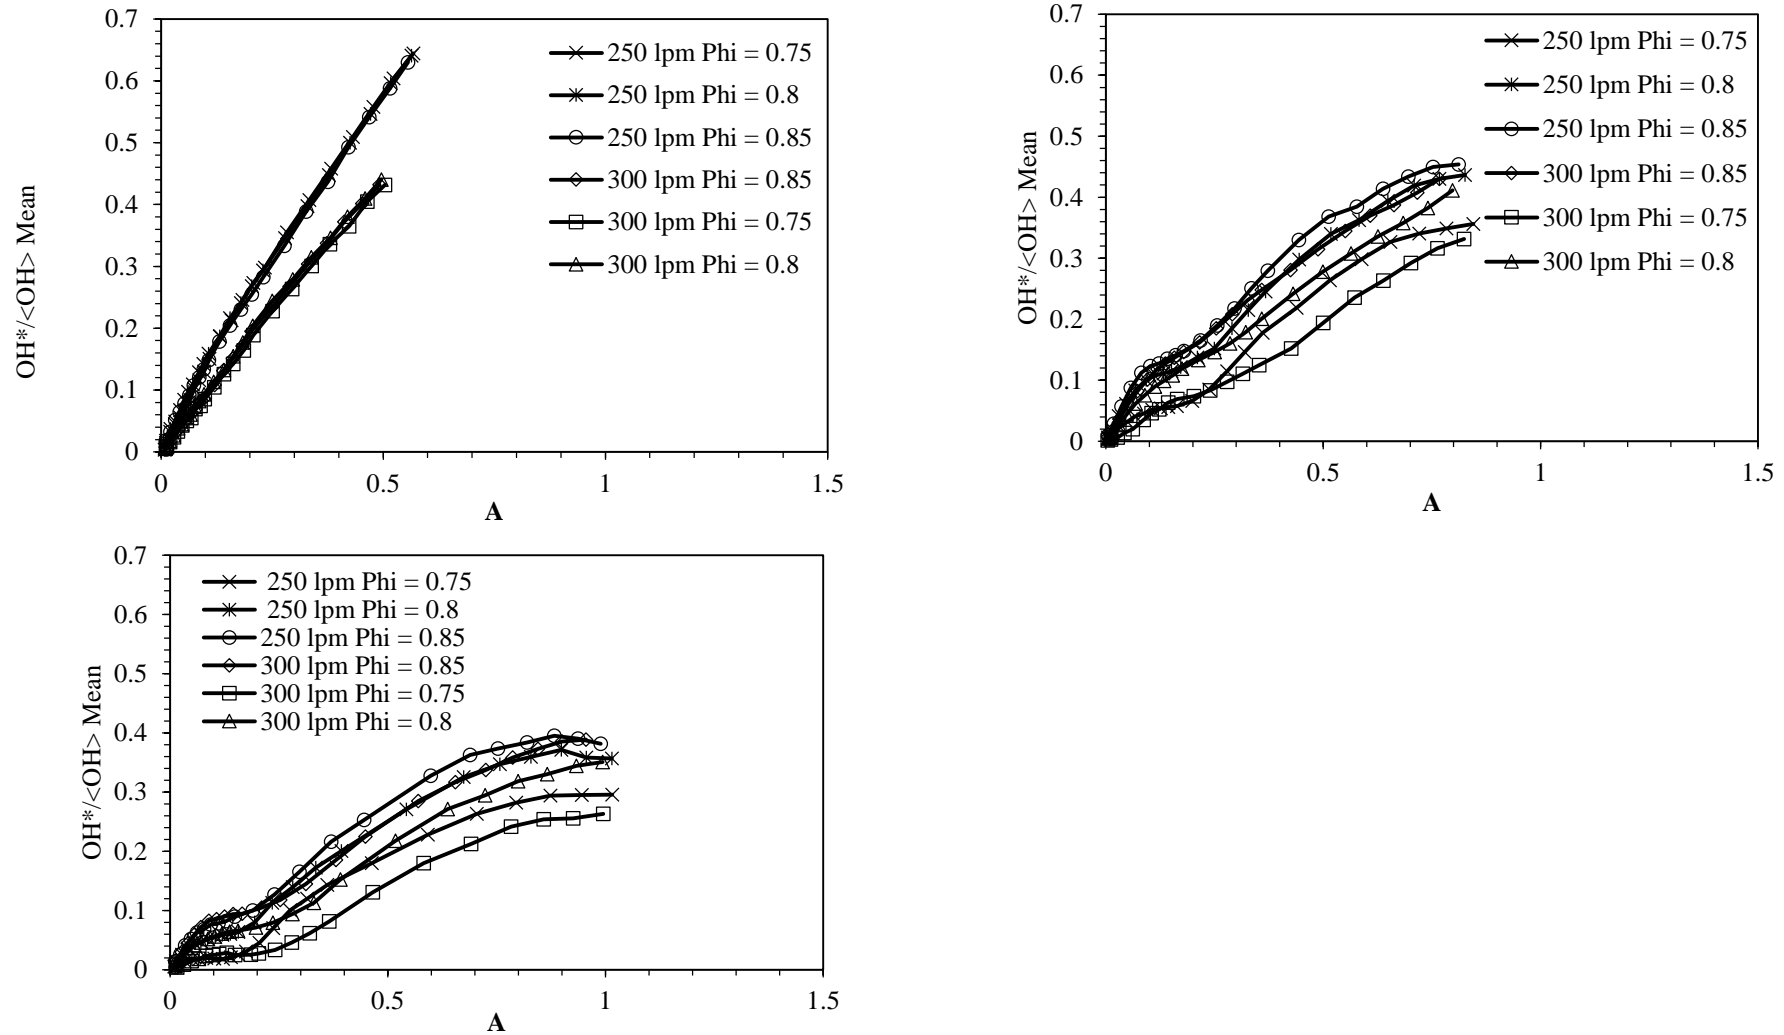 0.7
0.6
0.5
0.4
0.3
0.2
0.1
0
OH*/<OH> Mean
0
0.5
1
1.5
A
250 lpm Phi = 0.75
250 lpm Phi = 0.8
250 lpm Phi = 0.85
300 lpm Phi = 0.85
300 lpm Phi = 0.75
300 lpm Phi = 0.8
0.7
0.6
0.5
0.4
0.3
0.2
0.1
0
OH*/<OH> Mean
0
0.5
1
1.5
A
250 lpm Phi = 0.75
250 lpm Phi = 0.8
250 lpm Phi = 0.85
300 lpm Phi = 0.85
300 lpm Phi = 0.75
300 lpm Phi = 0.8
0.7
0.6
0.5
0.4
0.3
0.2
0.1
0
OH*/<OH> Mean
0
0.5
1
1.5
A
250 lpm Phi = 0.75
250 lpm Phi = 0.8
250 lpm Phi = 0.85
300 lpm Phi = 0.85
300 lpm Phi = 0.75
300 lpm Phi = 0.8